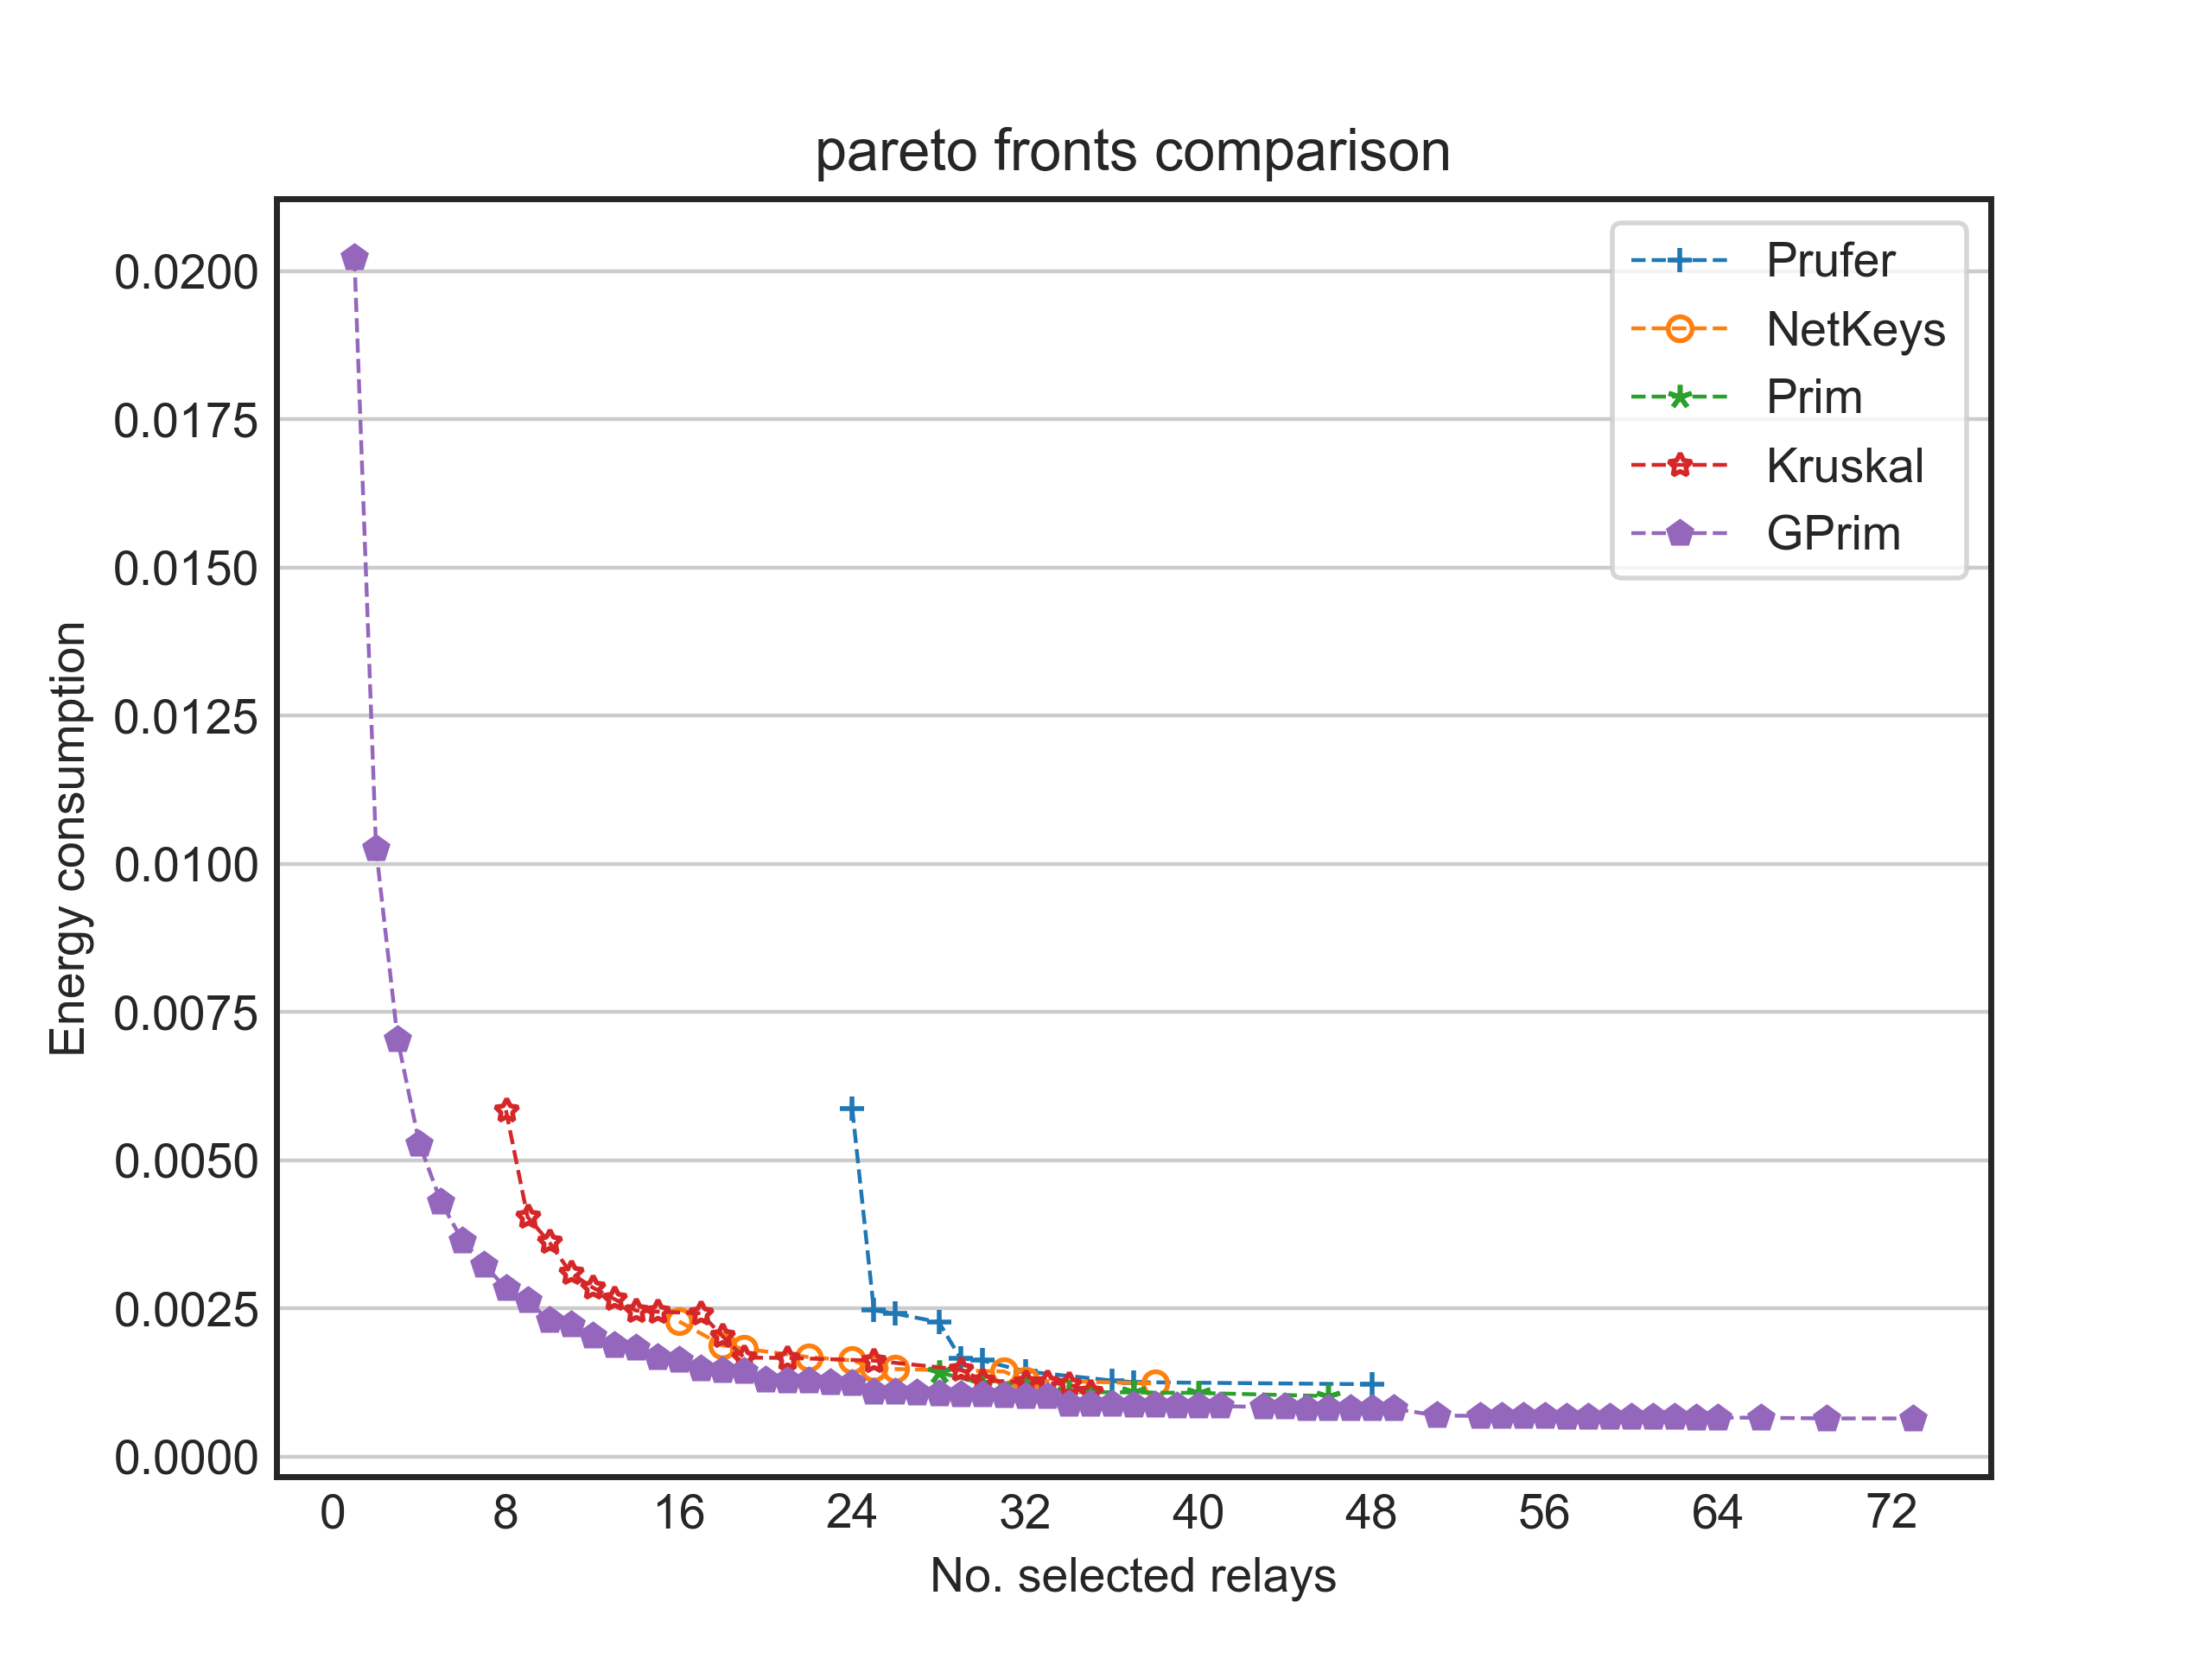 pareto fronts comparison
Prufer
NetKeys
Prim
Kruskal
GPrim
Energy consumption
0.0200
0.0175
0.0150
0.0125
0.0100
0.0075
0.0050
0.0025
0.0000
0 8 16 24 32 40 48 56 64 72
No. selected relays